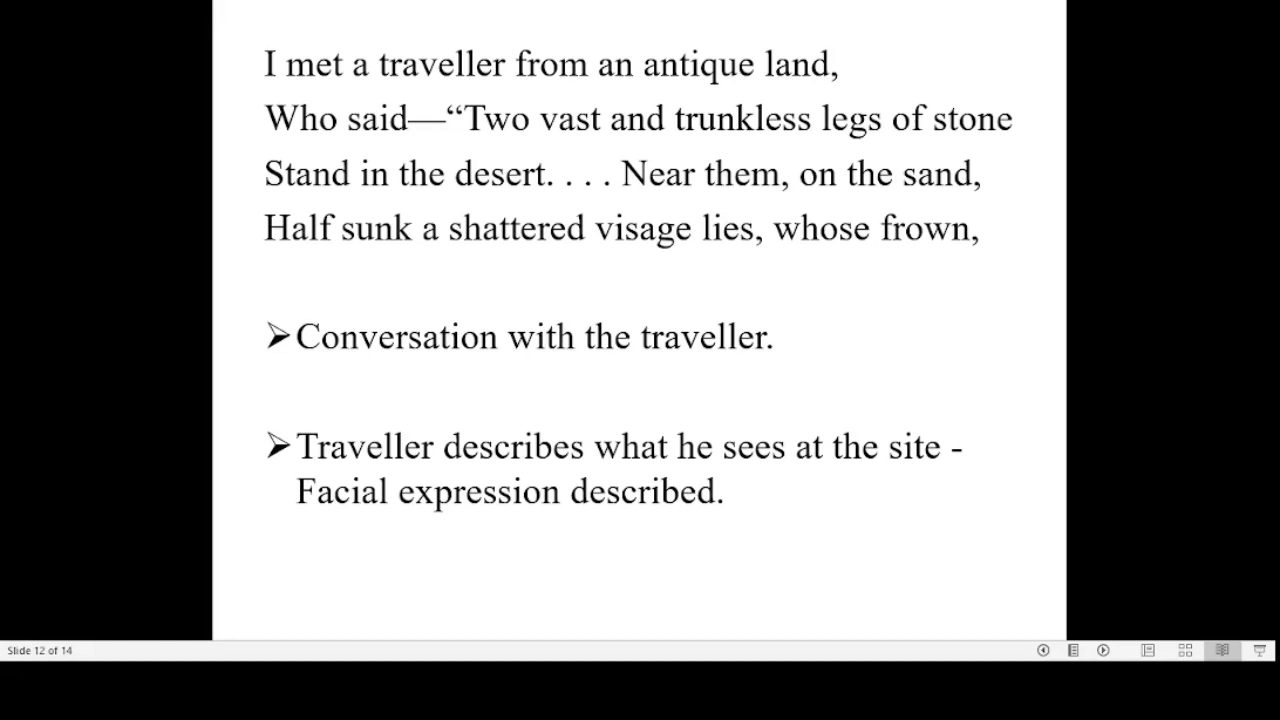 I met a traveller from an antique land,
Who said—“Two vast and trunkless legs of stone
Stand in the desert. . . . Near them, on the sand,
Half sunk a shattered visage lies, whose frown,
➢Conversation with the traveller.
➢Traveller describes what he sees at the site -
Facial expression described.
Slide 12 of 14